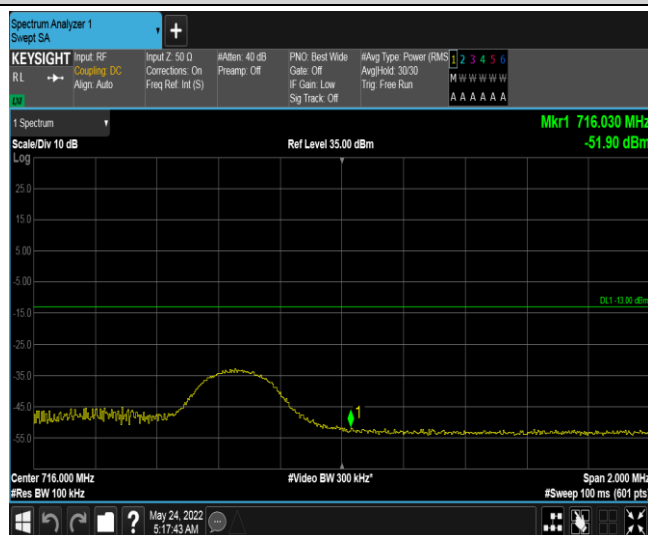 Spectrum Analyzer 1
Swept SA
+
KEYSIGHT
RL
LXI
Input: RF
Coupling: DC
Align: Auto
Input Z: 50 Ω
Corrections: On
Freq Ref: Int (S)
#Atten: 40 dB
Preamp: Off
PNO: Best Wide
Gate: Off
IF Gain: Low
Sig Track: Off
#Avg Type: Power (RMS
Avg|Hold: 30/30
Trig: Free Run
1 2 3 4 5 6
M W W W W W
A A A A A A
1 Spectrum
Scale/Div 10 dB
Ref Level 35.00 dBm
Mkr1 716.030 MHz
-51.90 dBm
Log
25.0
15.0
5.00
-5.00
DL1 -13.00 dBm
-15.0
-25.0
-35.0
-45.0
-55.0
1
Center 716.000 MHz
#Video BW 300 kHz*
Span 2.000 MHz
#Res BW 100 kHz
#Sweep 100 ms (601 pts)
?
May 24, 2022
5:17:43 AM